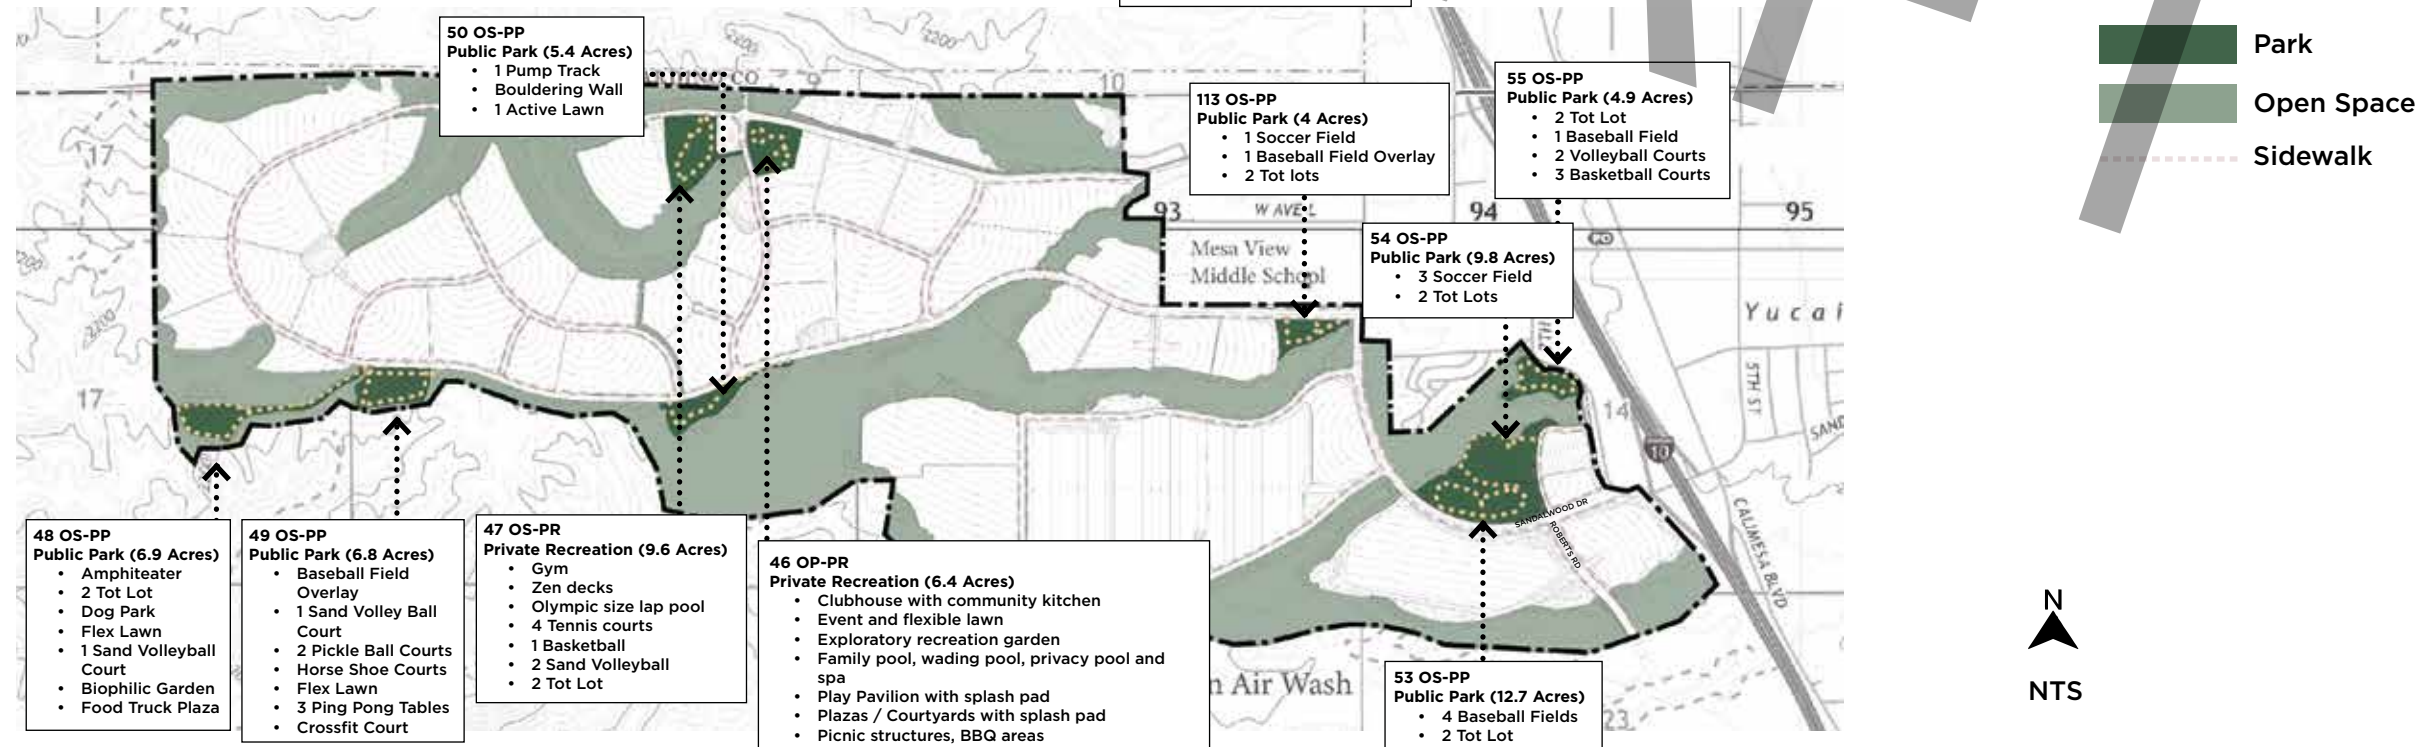 50 OS-PP
Public Park (5.4 Acres)
• 1 Pump Track
• Bouldering Wall
• 1 Active Lawn
113 OS-PP
Public Park (4 Acres)
• 1 Soccer Field
• 1 Baseball Field Overlay
• 2 Tot lots
55 OS-PP
Public Park (4.9 Acres)
• 2 Tot Lot
• 1 Baseball Field
• 2 Volleyball Courts
• 3 Basketball Courts
54 OS-PP
Public Park (9.8 Acres)
• 3 Soccer Field
• 2 Tot Lots
48 OS-PP
Public Park (6.9 Acres)
• Amphiteater
• 2 Tot Lot
• Dog Park
• Flex Lawn
• 1 Sand Volleyball
Court
• Biophilic Garden
• Food Truck Plaza
49 OS-PP
Public Park (6.8 Acres)
• Baseball Field
Overlay
• 1 Sand Volley Ball
Court
• 2 Pickle Ball Courts
• Horse Shoe Courts
• Flex Lawn
• 3 Ping Pong Tables
• Crossfit Court
47 OS-PR
Private Recreation (9.6 Acres)
• Gym
• Zen decks
• Olympic size lap pool
• 4 Tennis courts
• 1 Basketball
• 2 Sand Volleyball
• 2 Tot Lot
46 OP-PR
Private Recreation (6.4 Acres)
• Clubhouse with community kitchen
• Event and flexible lawn
• Exploratory recreation garden
• Family pool, wading pool, privacy pool and
spa
• Play Pavilion with splash pad
• Plazas / Courtyards with splash pad
• Picnic structures, BBQ areas
53 OS-PP
Public Park (12.7 Acres)
• 4 Baseball Fields
• 2 Tot Lot
2200
2200
9
10
17
93
W AVE L
94
95
Mesa View
Middle School
PO
Yucai
5TH ST
SAND
14
10
CALIMESA BLVD
SANDALWOOD DR
ROBERTS RD
2200
2200
17
n Air Wash
23
Park
Open Space
Sidewalk
N
NTS